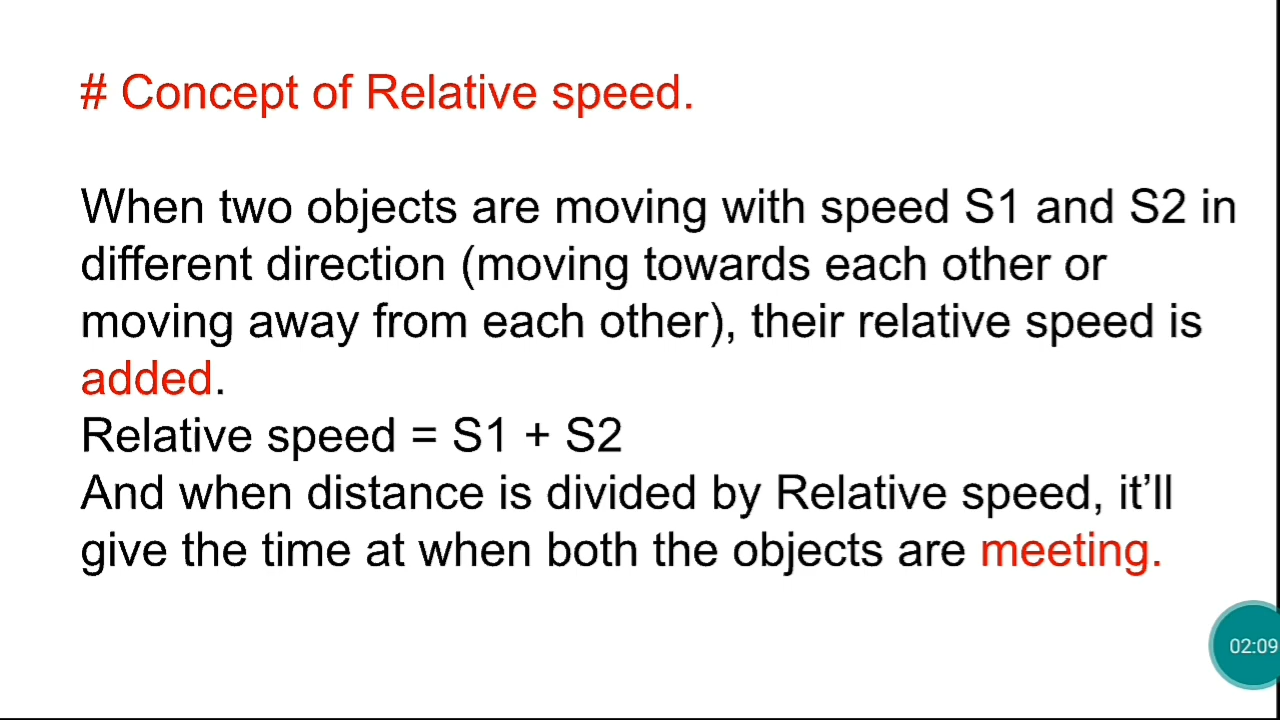 # Concept of Relative speed.
When two objects are moving with speed S1 and S2 in
different direction (moving towards each other or
moving away from each other), their relative speed is
added.
Relative speed = S1 + S2
And when distance is divided by Relative speed, it’ll
give the time at when both the objects are meeting.
02:09